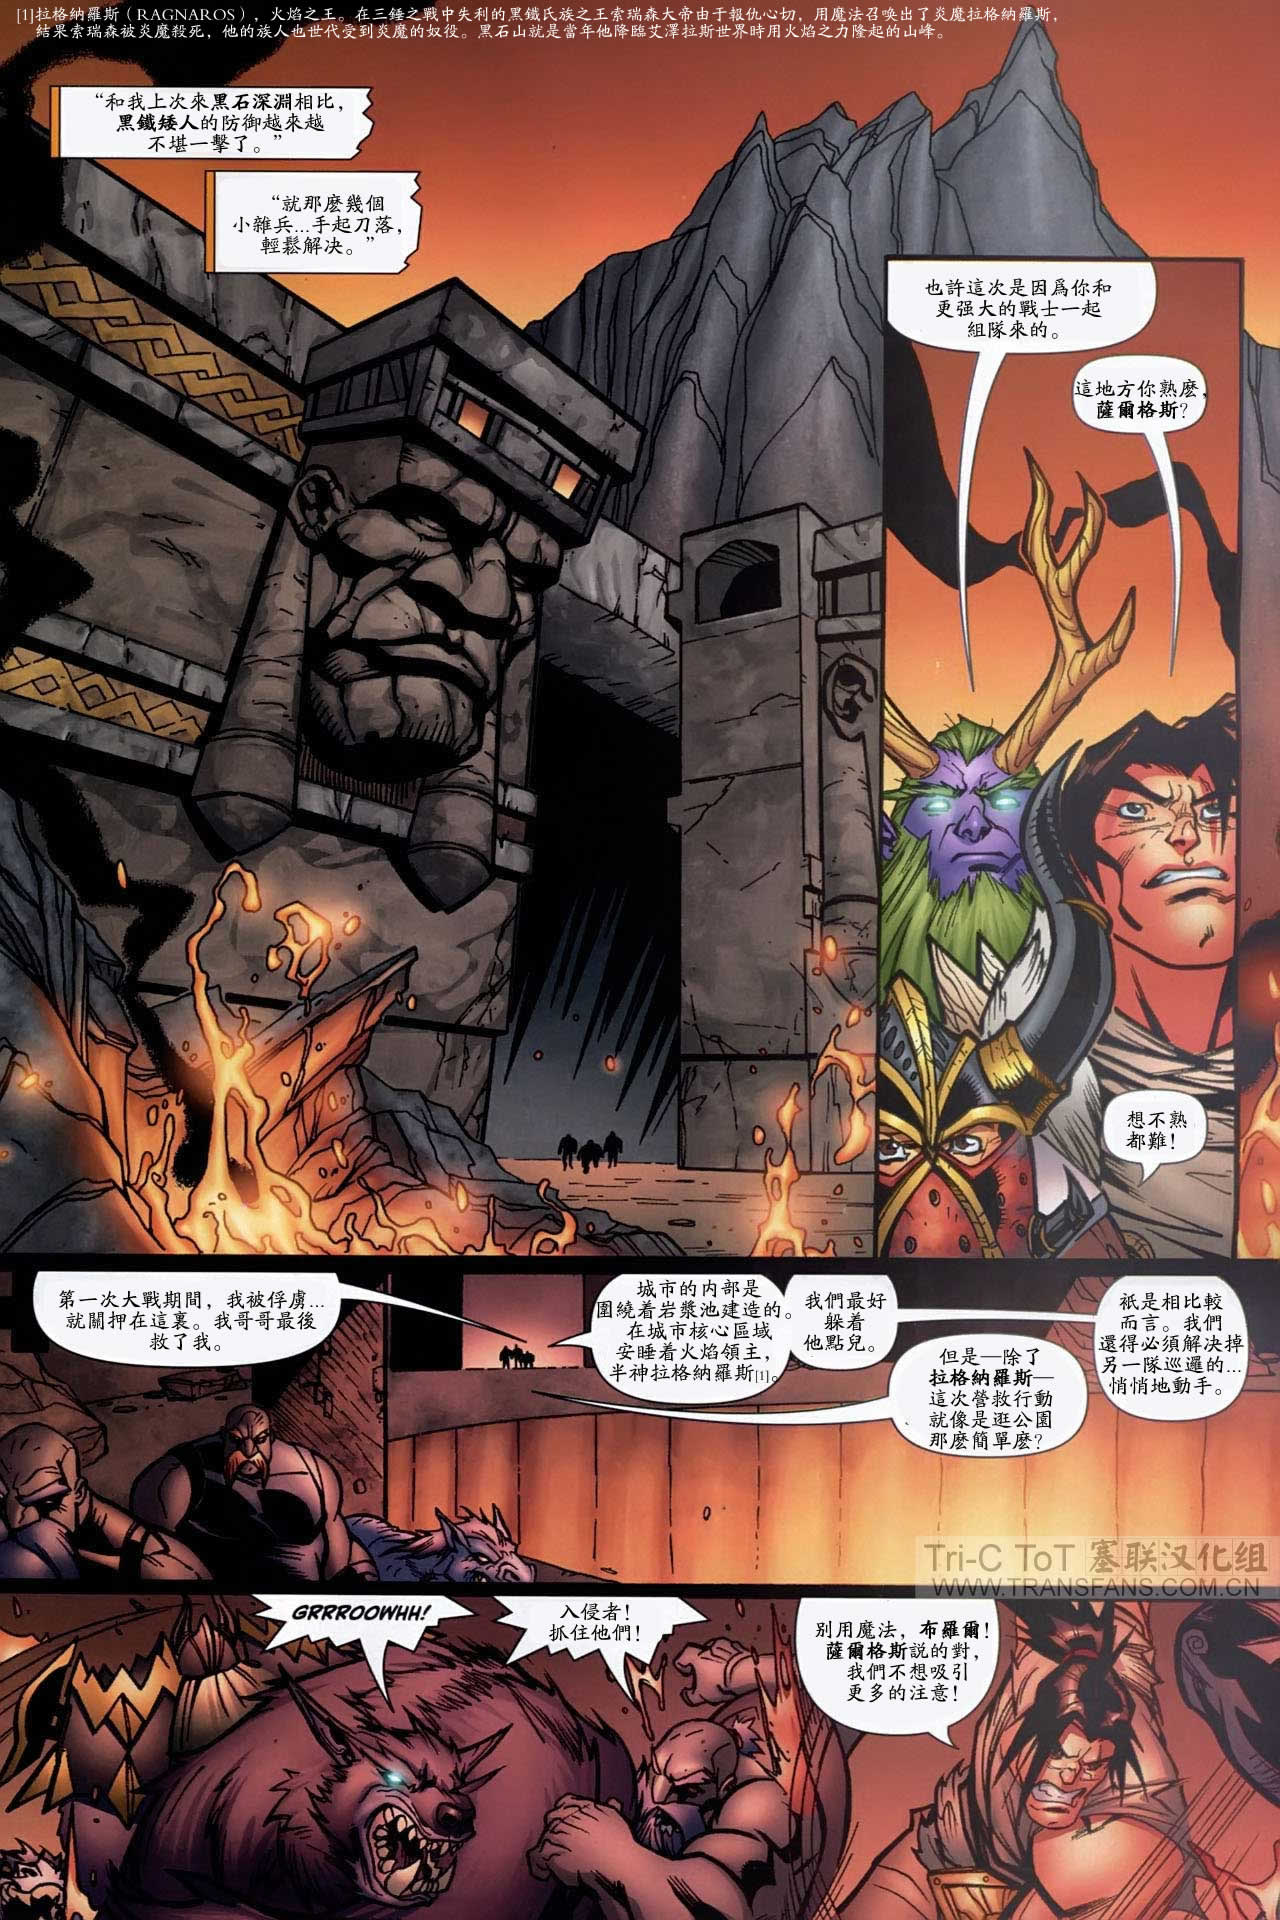 [1]拉格納羅斯（RAGNAROS），火焰之王。在三錘之戰中失利的黑鐵氏族之王索瑞森大帝由于報仇心切，用魔法召唤出了炎魔拉格納羅斯，
結果索瑞森被炎魔殺死，他的族人也世代受到炎魔的奴役。黑石山就是當年他降臨艾澤拉斯世界時用火焰之力隆起的山峰。
“和我上次來黑石深淵相比，
黑鐵矮人的防御越來越
不堪一擊了。”
“就那麽幾個
小雜兵...手起刀落，
輕鬆解决。”
也許這次是因爲你和
更强大的戰士一起
組隊來的。
這地方你熟麽，
薩爾格斯？
想不熟
都難！
第一次大戰期間，我被俘虜...
就關押在這裏。我哥哥最後
救了我。
城市的内部是
圍繞着岩漿池建造的。
在城市核心區域
安睡着火焰領主，
半神拉格納羅斯[1]。
我們最好
躲着
他點兒。
但是—除了
拉格納羅斯—
這次營救行動
就像是逛公園
那麽簡單麽？
衹是相比較
而言。我們
還得必須解决掉
另一隊巡邏的...
悄悄地動手。
Tri-C ToT 塞联汉化组
WWW.TRANSFANS.COM.CN
GRRROOWHH!
入侵者！
抓住他們！
别用魔法，布羅爾！
薩爾格斯説的對，
我們不想吸引
更多的注意！